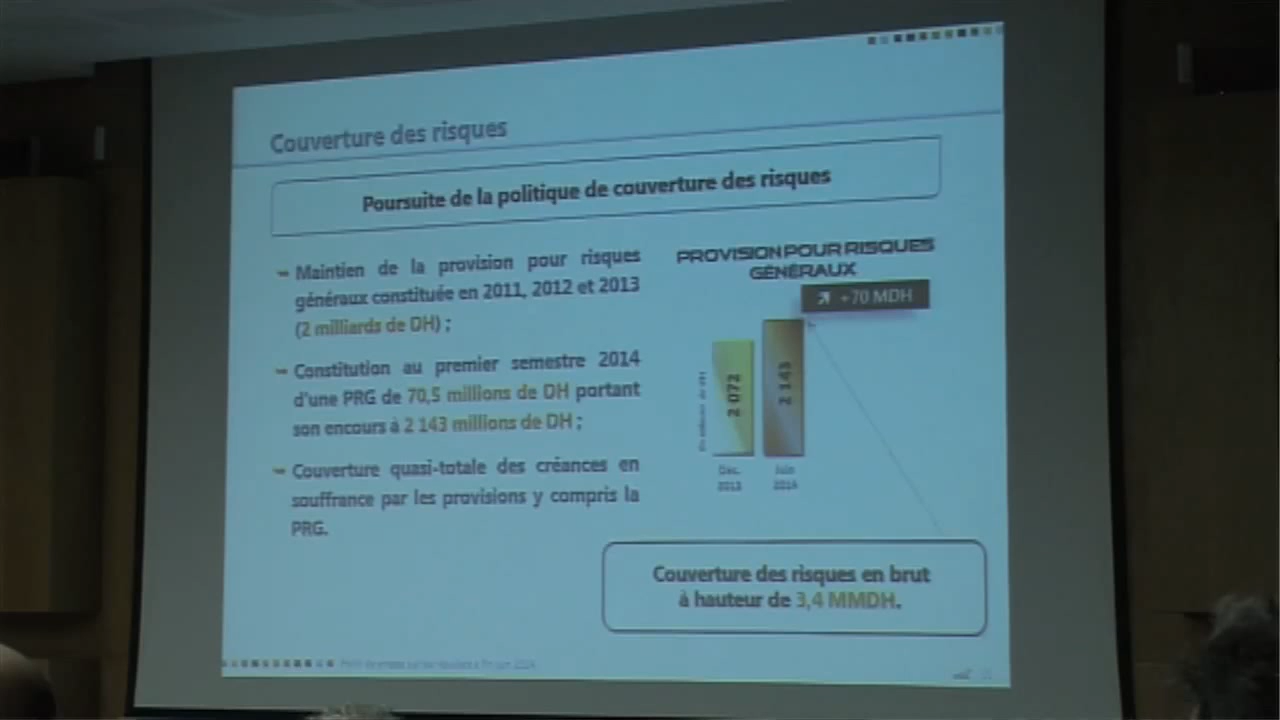 Couverture des risques
Poursuite de la politique de couverture des risques
Maintien de la provision pour risques
généraux constituée en 2011, 2012 et 2013
(2 milliards de DH) ;
Constitution au premier semestre 2014
d'une PRG de 70,5 millions de DH portant
son encours à 2 143 millions de DH ;
Couverture quasi-totale des créances en
souffrance par les provisions y compris la
PRG.
PROVISION POUR RISQUES
GÉNÉRAUX
+70 MDH
2 072
2 143
Déc.
2013
Juin
2014
Couverture des risques en brut
à hauteur de 3,4 MMDH.